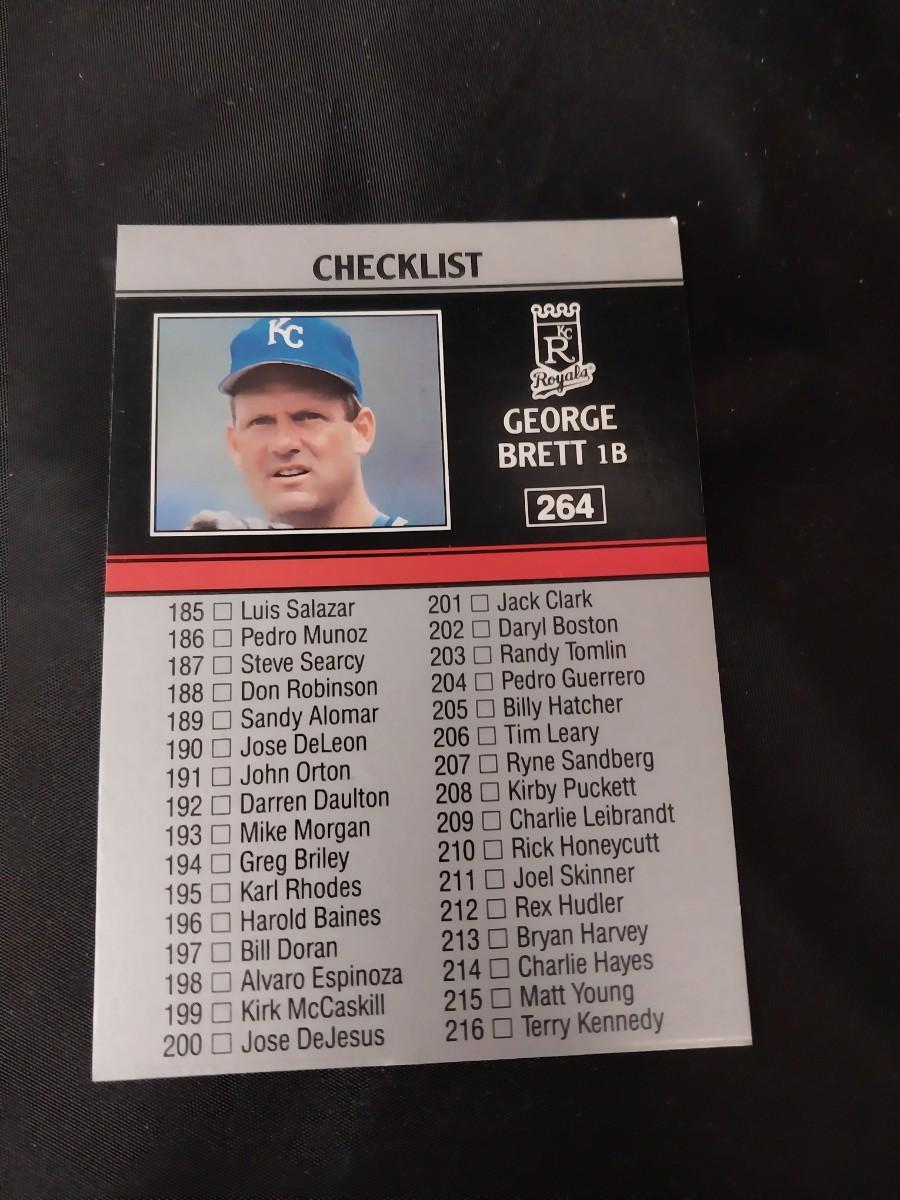 CHECKLIST
KC
KC
R
Royals
GEORGE
BRETT 1B
264
185 □ Luis Salazar
186 □ Pedro Munoz
187 □ Steve Searcy
188 □ Don Robinson
189 □ Sandy Alomar
190 □ Jose DeLeon
191 □ John Orton
192 □ Darren Daulton
193 □ Mike Morgan
194 □ Greg Briley
195 □ Karl Rhodes
196 □ Harold Baines
197 □ Bill Doran
198 □ Alvaro Espinoza
199 □ Kirk McCaskill
200 □ Jose DeJesus
201 □ Jack Clark
202 □ Daryl Boston
203 □ Randy Tomlin
204 □ Pedro Guerrero
205 □ Billy Hatcher
206 □ Tim Leary
207 □ Ryne Sandberg
208 □ Kirby Puckett
209 □ Charlie Leibrandt
210 □ Rick Honeycutt
211 □ Joel Skinner
212 □ Rex Hudler
213 □ Bryan Harvey
214 □ Charlie Hayes
215 □ Matt Young
216 □ Terry Kennedy